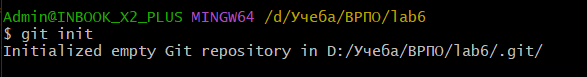 Admin@INBOOK_X2_PLUS MINGW64 /d/Учеба/ВРПО/lab6
$ git init
Initialized empty Git repository in D:/Учеба/ВРПО/lab6/.git/